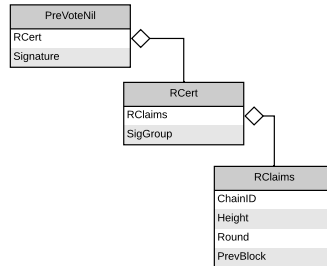 PreVoteNil
RCert
Signature
RCert
RClaims
SigGroup
RClaims
ChainID
Height
Round
PrevBlock